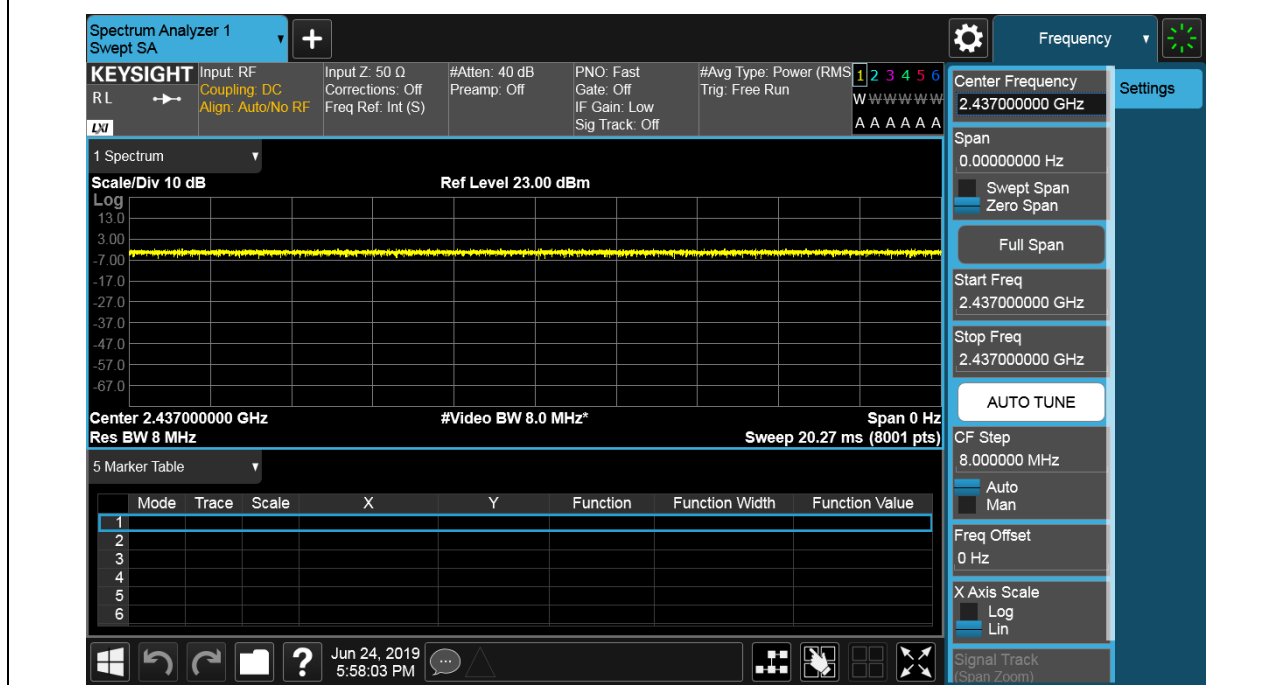 Spectrum Analyzer 1
Swept SA
+
Frequency
KEYSIGHT
RL
LXI
Input: RF
Coupling: DC
Align: Auto/No RF
Input Z: 50 Ω
Corrections: Off
Freq Ref: Int (S)
#Atten: 40 dB
Preamp: Off
PNO: Fast
Gate: Off
IF Gain: Low
Sig Track: Off
#Avg Type: Power (RMS
Trig: Free Run
1 2 3 4 5 6
W W W W W W
A A A A A A
1 Spectrum
Scale/Div 10 dB
Ref Level 23.00 dBm
Log
13.0
3.00
-7.00
-17.0
-27.0
-37.0
-47.0
-57.0
-67.0
Center 2.437000000 GHz
#Video BW 8.0 MHz*
Span 0 Hz
Res BW 8 MHz
Sweep 20.27 ms (8001 pts)
5 Marker Table
Mode Trace Scale X Y Function Function Width Function Value
1
2
3
4
5
6
?
Jun 24, 2019
5:58:03 PM
Center Frequency
2.437000000 GHz
Span
0.00000000 Hz
Swept Span
Zero Span
Full Span
Start Freq
2.437000000 GHz
Stop Freq
2.437000000 GHz
AUTO TUNE
CF Step
8.000000 MHz
Auto
Man
Freq Offset
0 Hz
X Axis Scale
Log
Lin
Signal Track
(Span Zoom)
Settings